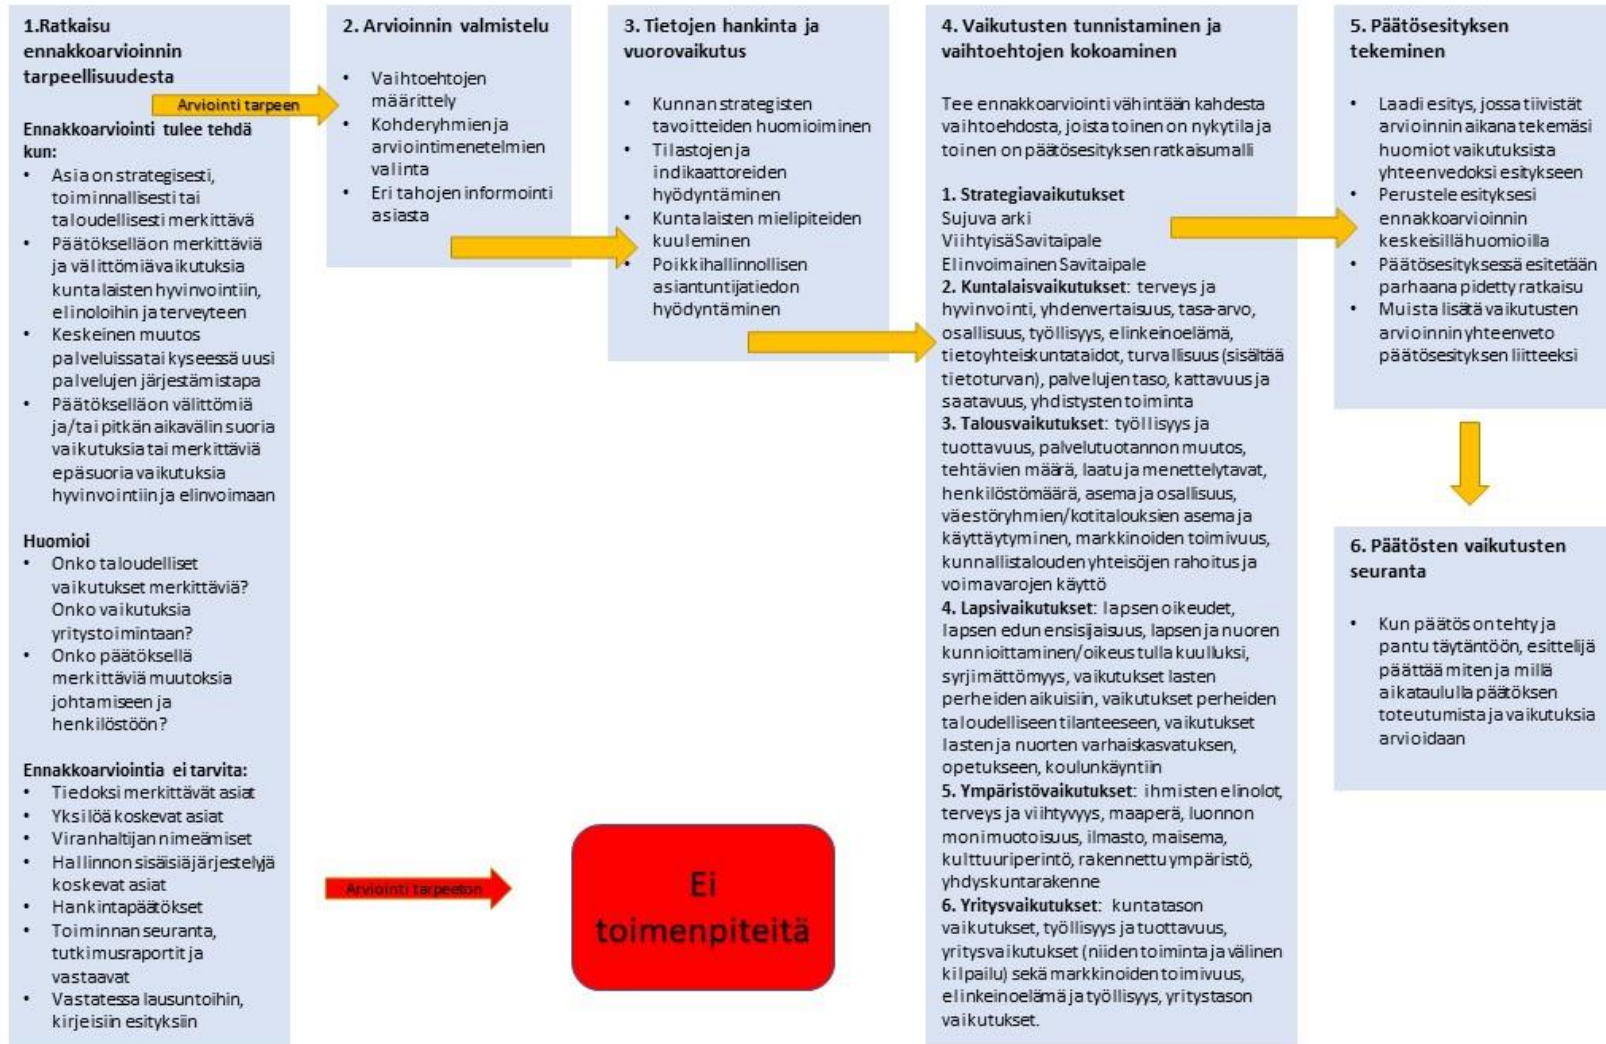 1.Ratkaisu
ennakkoarvioinnin
tarpeellisuudesta
Arviointi tarpeen
Ennakkoarviointi tulee tehdä
kun:
• Asia on strategisesti,
toiminnallisesti tai
taloudellisesti merkittävä
• Päätöksellä on merkittäviä
ja välittömiä vaikutuksia
kuntalaisten hyvinvointiin,
elinoloihin ja terveyteen
• Keskeinen muutos
palveluissa tai kyseessä uusi
palvelujen järjestämistapa
• Päätöksellä on välittömiä
ja/tai pitkän aikavälin suoria
vaikutuksia tai merkittäviä
epäsuoria vaikutuksia
hyvinvointiin ja elinvoimaan
Huomioi
• Onko taloudelliset
vaikutukset merkittäviä?
Onko vaikutuksia
yritystoimintaan?
• Onko päätöksellä
merkittäviä muutoksia
johtamiseen ja
henkilöstöön?
Ennakkoarviointia ei tarvita:
• Tiedoksi merkittävät asiat
• Yksilöä koskevat asiat
• Viranhaltijan nimeämiset
• Hallinnon sisäisiä järjestelyjä
koskevat asiat
• Hankintapäätökset
• Toiminnan seuranta,
tutkimusraportit ja
vastaavat
• Vastatessa lausuntoihin,
kirjeisiin esityksiin
Arviointi tarpeeton
Ei
toimenpiteitä
2. Arvioinnin valmistelu
• Vaihtoehtojen
määrittely
• Kohderyhmien ja
arviointimenetelmien
valinta
• Eri tahojen informointi
asiasta
3. Tietojen hankinta ja
vuorovaikutus
• Kunnan strategisten
tavoitteiden huomioiminen
• Tilastojen ja
indikaattoreiden
hyödyntäminen
• Kuntalaisten mielipiteiden
kuuleminen
• Poikkihallinnollisen
asiantuntijatiedon
hyödyntäminen
4. Vaikutusten tunnistaminen ja
vaihtoehtojen kokoaminen
Tee ennakkoarviointi vähintään kahdesta
vaihtoehdosta, joista toinen on nykytila ja
toinen on päätösesityksen ratkaisumalli
1. Strategiavaikutukset
Sujuva arki
Viihtyisä Savitaipale
Elinvoimainen Savitaipale
2. Kuntalaisvaikutukset: terveys ja
hyvinvointi, yhdenvertaisuus, tasa-arvo,
osallisuus, työllisyys, elinkeinoelämä,
tietoyhteiskuntataidot, turvallisuus (sisältää
tietoturvan), palvelujen taso, kattavuus ja
saatavuus, yhdistysten toiminta
3. Talousvaikutukset: työllisyys ja
tuottavuus, palvelutuotannon muutos,
tehtävien määrä, laatu ja menettelytavat,
henkilöstömäärä, asema ja osallisuus,
väestöryhmien/kotitalouksien asema ja
käyttäytyminen, markkinoiden toimivuus,
kunnallistalouden yhteisöjen rahoitus ja
voimavarojen käyttö
4. Lapsivaikutukset: lapsen oikeudet,
lapsen edun ensisijaisuus, lapsen ja nuoren
kunnioittaminen/oikeus tulla kuulluksi,
syrjimättömyys, vaikutukset lasten
perheiden aikuisiin, vaikutukset perheiden
taloudelliseen tilanteeseen, vaikutukset
lasten ja nuorten varhaiskasvatuksen,
opetukseen, koulunkäyntiin
5. Ympäristövaikutukset: ihmisten elinolot,
terveys ja viihtyvyys, maaperä, luonnon
monimuotoisuus, ilmasto, maisema,
kulttuuriperintö, rakennettu ympäristö,
yhdyskuntarakenne
6. Yritysvaikutukset: kuntatason
vaikutukset, työllisyys ja tuottavuus,
yritysvaikutukset (niiden toiminta ja välinen
kilpailu) sekä markkinoiden toimivuus,
elinkeinoelämä ja työllisyys, yritystason
vaikutukset.
5. Päätösesityksen
tekeminen
• Laadi esitys, jossa tiivistät
arvioinnin aikana tekemäsi
huomiot vaikutuksista
yhteenvedoksi esitykseen
• Perustele esityksesi
ennakkoarvioinnin
keskeisillä huomioilla
• Päätösesityksessä esitetään
parhaana pidetty ratkaisu
• Muista lisätä vaikutusten
arvioinnin yhteenveto
päätösesityksen liitteeksi
6. Päätösten vaikutusten
seuranta
• Kun päätös on tehty ja
pantu täytäntöön, esittelijä
päättää miten ja millä
aikataululla päätöksen
toteutumista ja vaikutuksia
arvioidaan